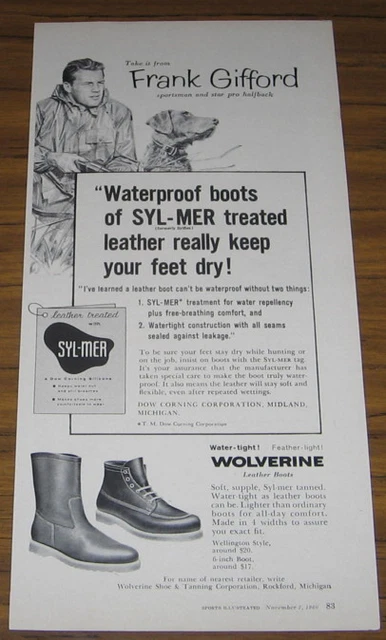 Take it from
Frank Gifford
sportsman and star pro halfback
"Waterproof boots
of SYL-MER treated
(formerly Sylflex)
leather really keep
your feet dry!
"I've learned a leather boot can't be waterproof without two things:
1. SYL-MER* treatment for water repellency
plus free-breathing comfort, and
2. Watertight construction with all seams
sealed against leakage."
leather treated
with
SYL-MER
a Dow Corning Silicone
Keeps water out
To be sure your feet stay dry while hunting or
on the job, insist on boots with the SYL-MER tag.
It's your assurance that the manufacturer has
taken special care to make the boot truly water-
proof. It also means the leather will stay soft and
flexible, even after repeated wettings.
DOW CORNING CORPORATION, MIDLAND,
MICHIGAN.
*T. M. Dow Corning Corporation
Water-tight! Feather-light!
WOLVERINE
Leather Boots
Soft, supple, Syl-mer tanned.
Water-tight as leather boots
can be. Lighter than ordinary
boots for all-day comfort.
Made in 4 widths to assure
you exact fit.
Wellington Style,
around $20.
6-inch Boot,
around $17.
For name of nearest retailer, write
Wolverine Shoe & Tanning Corporation, Rockford, Michigan
SPORTS ILLUSTRATED November 7, 1960 83